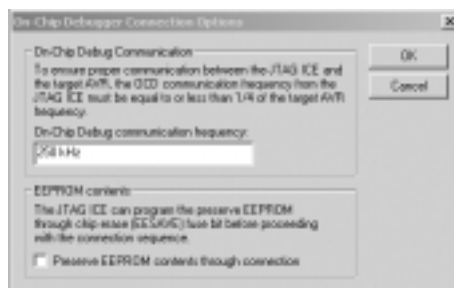 On-Chip Debugger Connection Options
On-Chip Debug Communication
To ensure proper communication between the JTAG ICE and
the target AVR, the OCD communication frequency from the
JTAG ICE must be equal to or less than 1/4 of the target AVR
frequency.
On-Chip Debug communication frequency:
250 kHz
EEPROM contents
The JTAG ICE can program the preserve EEPROM
through chip erase (EESAVE) fuse bit before proceeding
with the connection sequence.
Preserve EEPROM contents through connection
OK
Cancel